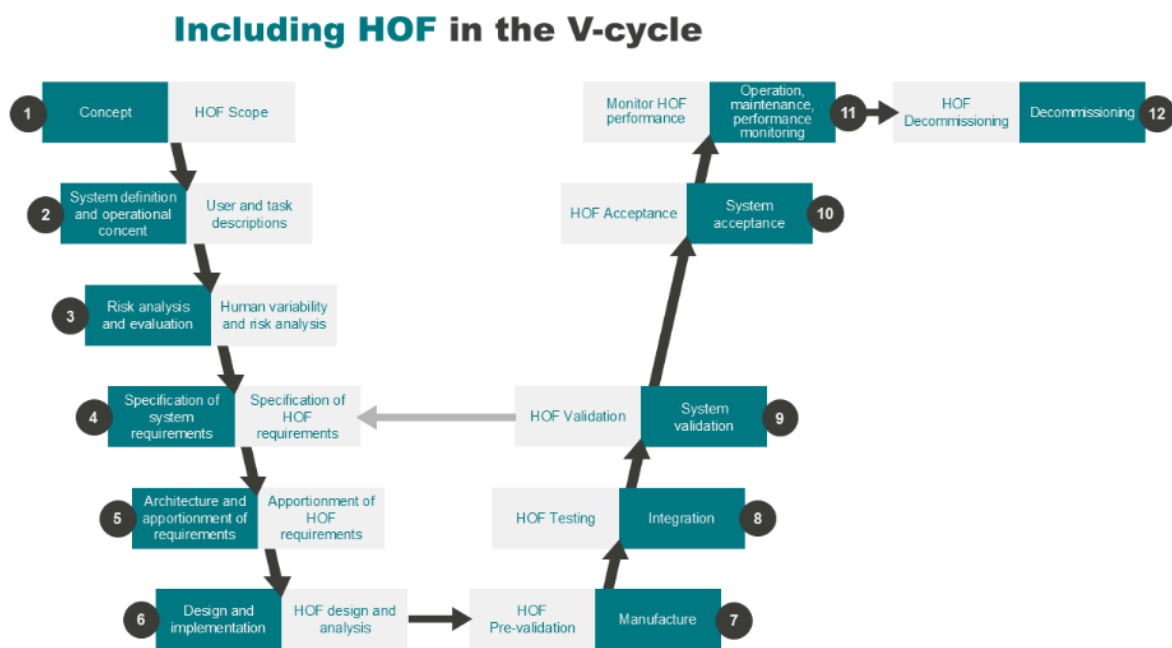 Including HOF in the V-cycle
1
Concept
HOF Scope
2
System definition
and operational
concent
User and task
descriptions
3
Risk analysis
and evaluation
Human variability
and risk analysis
4
Specification of
system
requirements
Specification of
HOF
requirements
5
Architecture and
apportionment of
requirements
Apportionment of
HOF
requirements
6
Design and
implementation
HOF design and
analysis
HOF
Pre-validation
Manufacture
7
HOF Testing
Integration
8
HOF Validation
System
validation
9
HOF Acceptance
System
acceptance
10
Monitor HOF
performance
Operation,
maintenance,
performance
monitoring
11
HOF
Decommissioning
Decommissioning
12